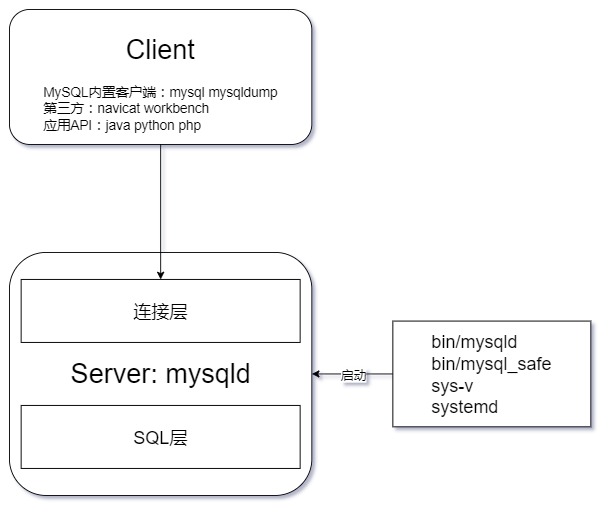 Client
MySQL内置客户端：mysql mysqldump
第三方：navicat workbench
应用API：java python php
连接层
Server: mysqld
SQL层
启动
bin/mysqld
bin/mysql_safe
sys-v
systemd